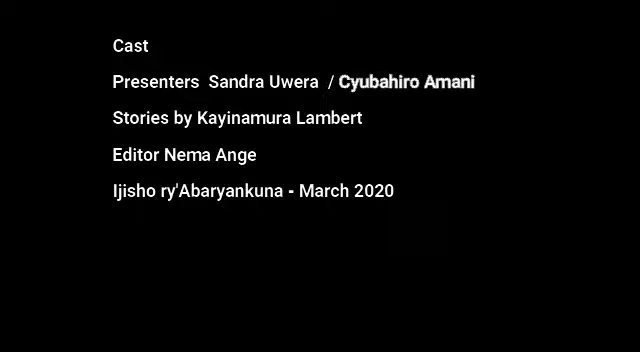 Cast
Presenters  Sandra Uwera  / Cyubahiro Amani
Stories by Kayinamura Lambert
Editor Nema Ange
Ijisho ry'Abaryankuna - March 2020